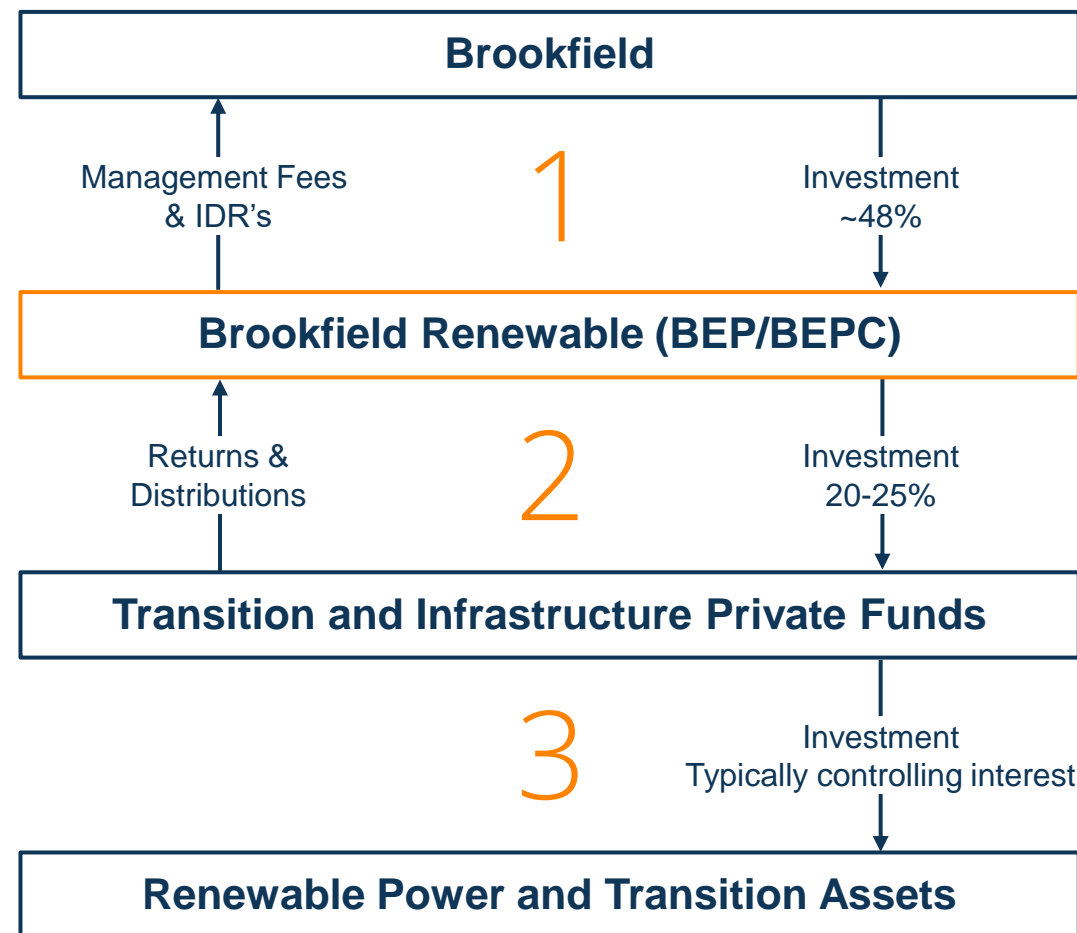 Brookfield
Management Fees
& IDR's
1
Investment
~48%
Brookfield Renewable (BEP/BEPC)
Returns &
Distributions
2
Investment
20-25%
Transition and Infrastructure Private Funds
3
Investment
Typically controlling interest
Renewable Power and Transition Assets